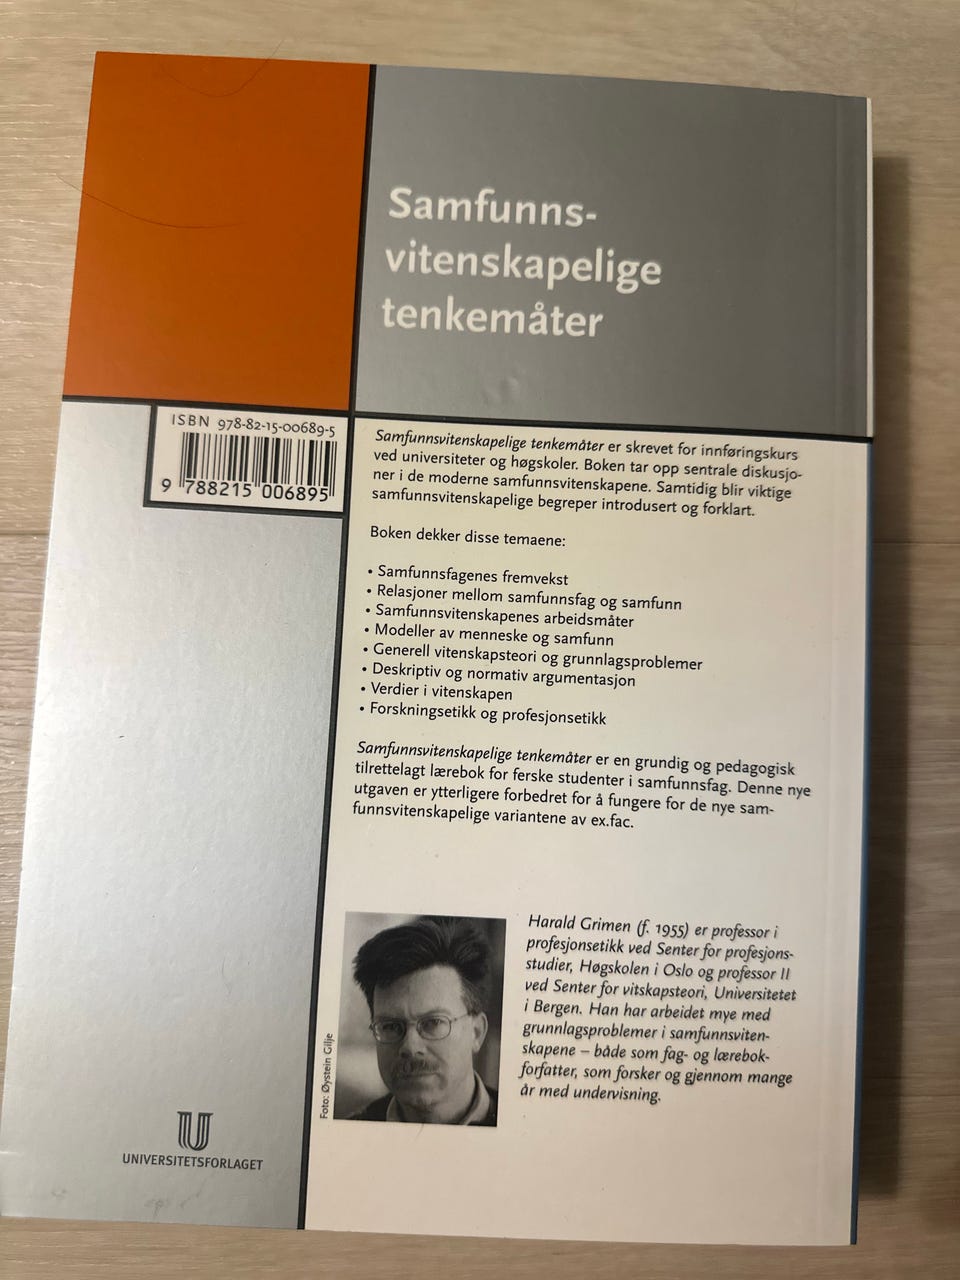 Samfunns-
vitenskapelige
tenkemåter
ISBN 978-82-15-00689-5
9 788215 006895
Samfunnsvitenskapelige tenkemåter er skrevet for innføringskurs
ved universiteter og høgskoler. Boken tar opp sentrale diskusjo-
ner i de moderne samfunnsvitenskapene. Samtidig blir viktige
samfunnsvitenskapelige begreper introdusert og forklart.
Boken dekker disse temaene:
• Samfunnsfagenes fremvekst
• Relasjoner mellom samfunnsfag og samfunn
• Samfunnsvitenskapenes arbeidsmåter
• Modeller av menneske og samfunn
• Generell vitenskapsteori og grunnlagsproblemer
• Deskriptiv og normativ argumentasjon
• Verdier i vitenskapen
• Forskningsetikk og profesjonsetikk
Samfunnsvitenskapelige tenkemåter er en grundig og pedagogisk
tilrettelagt lærebok for ferske studenter i samfunnsfag. Denne nye
utgaven er ytterligere forbedret for å fungere for de nye sam-
funnsvitenskapelige variantene av ex.fac.
Harald Grimen (f. 1955) er professor i
profesjonsetikk ved Senter for profesjons-
studier, Høgskolen i Oslo og professor II
ved Senter for vitskapsteori, Universitetet
i Bergen. Han har arbeidet mye med
grunnlagsproblemer i samfunnsviten-
skapene – både som fag- og lærebok-
forfatter, som forsker og gjennom mange
år med undervisning.
Foto: Øystein Gilje
UNIVERSITETSFORLAGET